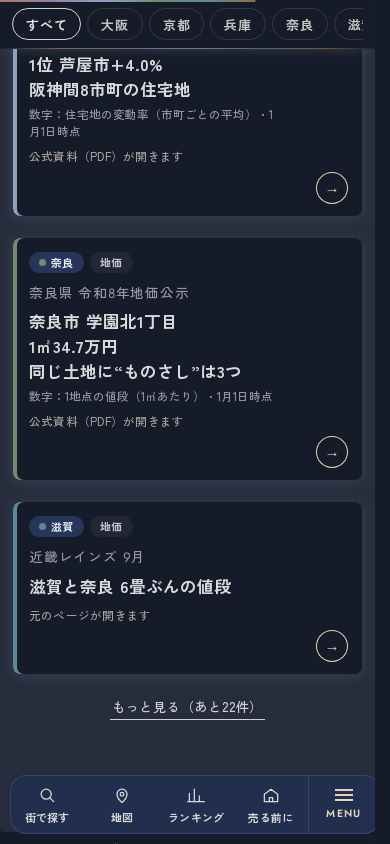 すべて 大阪 京都 兵庫 奈良
1位 芦屋市+4.0%
阪神間8市町の住宅地
数字：住宅地の変動率（市町ごとの平均）・1
月1日時点
公式資料（PDF）が開きます
→
奈良 地価
奈良県 令和8年地価公示
奈良市 学園北1丁目
1㎡34.7万円
同じ土地に“ものさし”は3つ
数字：1地点の値段（1㎡あたり）・1月1日時点
公式資料（PDF）が開きます
→
滋賀 地価
近畿レインズ 9月
滋賀と奈良 6畳ぶんの値段
元のページが開きます
→
もっと見る（あと22件）
街で探す 地図 ランキング 売る前に MENU